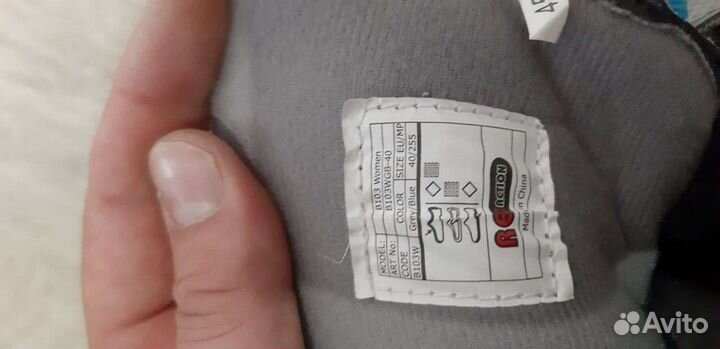 MODEL: B103 Women
ART No: B103WGB-40
CODE COLOR SIZE EU/MP
B103W Grey/Blue 40/255
RE:ACTION
Made in China
Avito